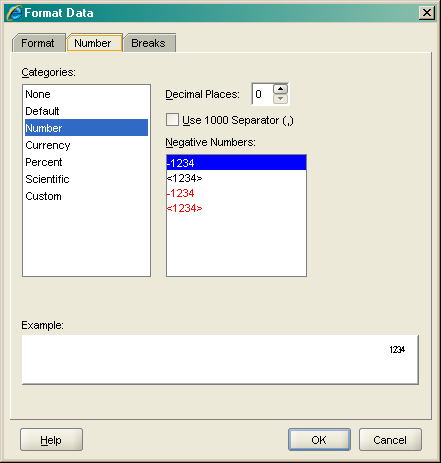 Format Data
Format Number Breaks
Categories:
None
Default
Number
Currency
Percent
Scientific
Custom
Decimal Places: 0
Use 1000 Separator (,)
Negative Numbers:
-1234
<1234>
-1234
<1234>
Example:
1234
Help OK Cancel